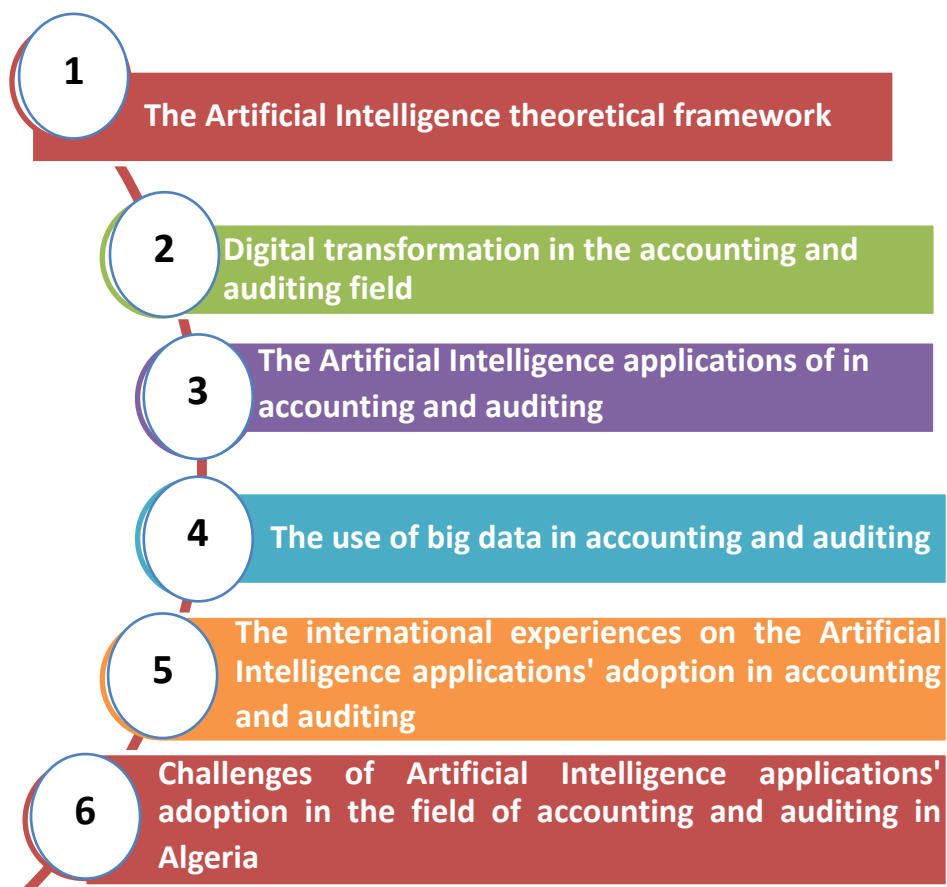 1
The Artificial Intelligence theoretical framework
2
Digital transformation in the accounting and
auditing field
3
The Artificial Intelligence applications of in
accounting and auditing
4
The use of big data in accounting and auditing
5
The international experiences on the Artificial
Intelligence applications' adoption in accounting
and auditing
6
Challenges of Artificial Intelligence applications'
adoption in the field of accounting and auditing in
Algeria